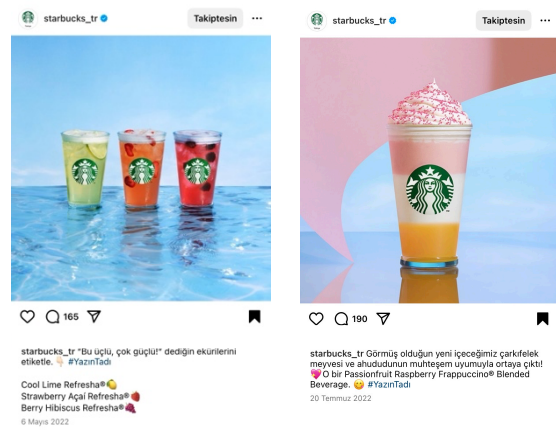 starbucks_tr
Takiptesin
165
starbucks_tr "Bu üçlü, çok güçlü!" dediğin ekürilerini
etiketle. 👇🏻 #YazınTadı
Cool Lime Refresha®🍋
Strawberry Açaí Refresha®🍓
Berry Hibiscus Refresha®🍇
6 Mayıs 2022
starbucks_tr
Takiptesin
190
starbucks_tr Görmüş olduğun yeni içeceğimiz çarkıfelek
meyvesi ve ahududunun muhteşem uyumuyla ortaya çıktı!
💖O bir Passionfruit Raspberry Frappuccino® Blended
Beverage. 😋 #YazınTadı
20 Temmuz 2022